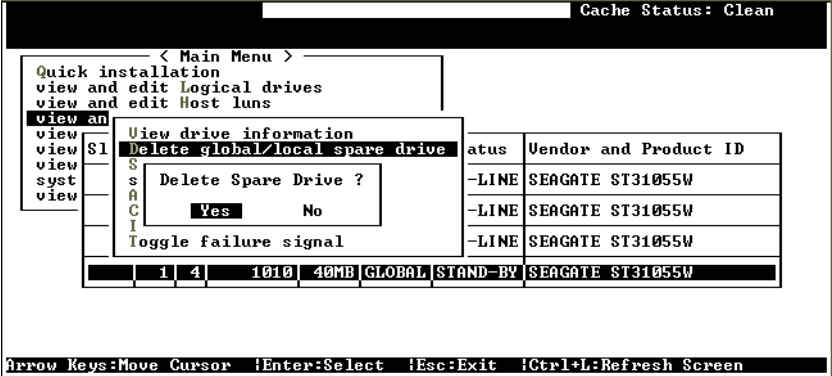 Cache Status: Clean
< Main Menu >
Quick installation
view and edit Logical drives
view and edit Host luns
view an
view
View drive information
view Sl
Delete global/local spare drive
atus
Vendor and Product ID
view
S
syst
s
Delete Spare Drive ?
-LINE SEAGATE ST31055W
view
A
C
Yes
No
-LINE SEAGATE ST31055W
I
Toggle failure signal
-LINE SEAGATE ST31055W
1 4 1010 40MB GLOBAL STAND-BY SEAGATE ST31055W
Arrow Keys:Move Cursor |Enter:Select |Esc:Exit |Ctrl+L:Refresh Screen